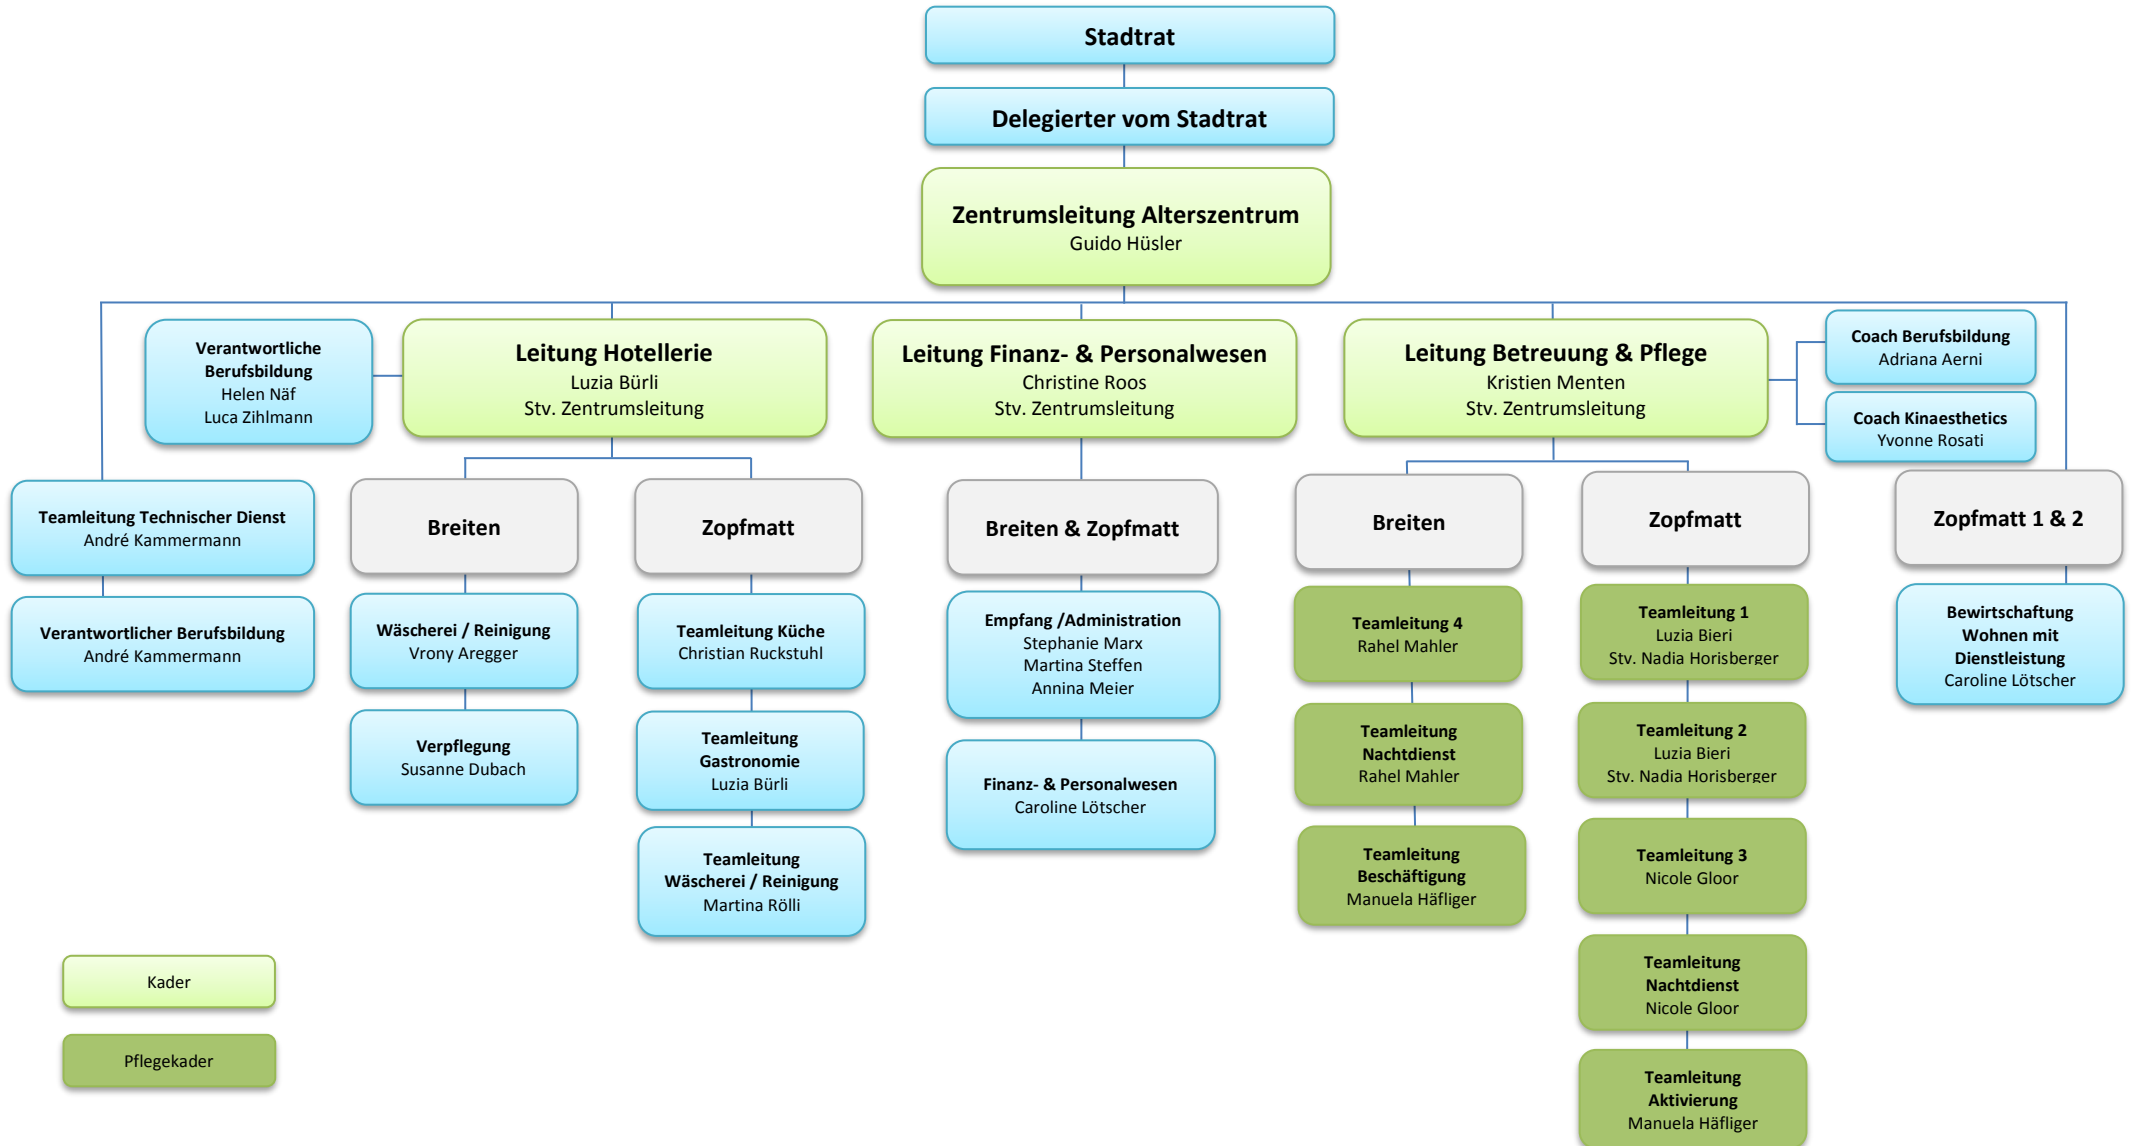 Stadtrat
Delegierter vom Stadtrat
Zentrumsleitung Alterszentrum
Guido Hüsler
Verantwortliche
Berufsbildung
Helen Näf
Luca Zihlmann
Leitung Hotellerie
Luzia Bürli
Stv. Zentrumsleitung
Leitung Finanz- & Personalwesen
Christine Roos
Stv. Zentrumsleitung
Leitung Betreuung & Pflege
Kristien Menten
Stv. Zentrumsleitung
Coach Berufsbildung
Adriana Aerni
Coach Kinaesthetics
Yvonne Rosati
Teamleitung Technischer Dienst
André Kammermann
Verantwortlicher Berufsbildung
André Kammermann
Breiten
Wäscherei / Reinigung
Vrony Aregger
Verpflegung
Susanne Dubach
Zopfmatt
Teamleitung Küche
Christian Ruckstuhl
Teamleitung
Gastronomie
Luzia Bürli
Teamleitung
Wäscherei / Reinigung
Martina Rölli
Breiten & Zopfmatt
Empfang /Administration
Stephanie Marx
Martina Steffen
Annina Meier
Finanz- & Personalwesen
Caroline Lötscher
Breiten
Teamleitung 4
Rahel Mahler
Teamleitung
Nachtdienst
Rahel Mahler
Teamleitung
Beschäftigung
Manuela Häfliger
Zopfmatt
Teamleitung 1
Luzia Bieri
Stv. Nadia Horisberger
Teamleitung 2
Luzia Bieri
Stv. Nadia Horisberger
Teamleitung 3
Nicole Gloor
Teamleitung
Nachtdienst
Nicole Gloor
Teamleitung
Aktivierung
Manuela Häfliger
Zopfmatt 1 & 2
Bewirtschaftung
Wohnen mit
Dienstleistung
Caroline Lötscher
Kader
Pflegekader